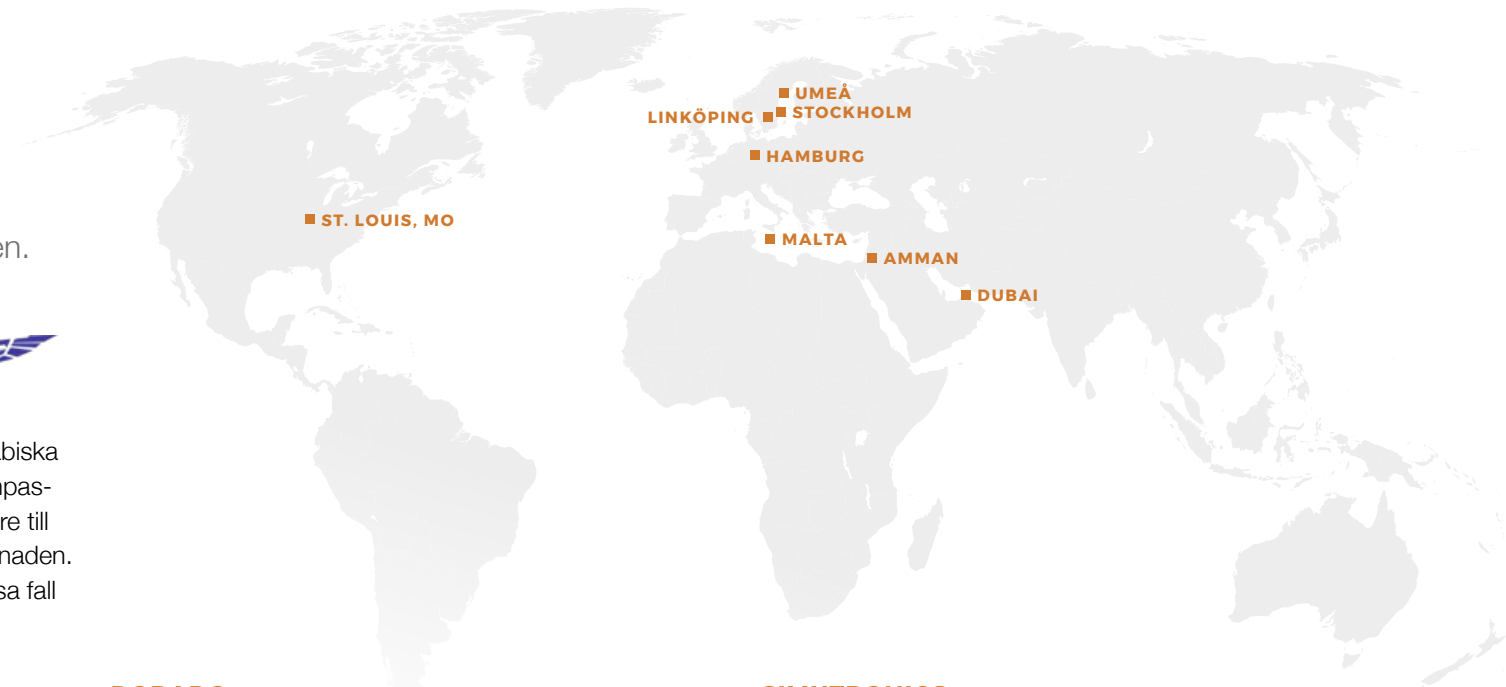 UMEÅ
LINKÖPING
STOCKHOLM
HAMBURG
ST. LOUIS, MO
MALTA
AMMAN
DUBAI
en.
biska
pas-
re till
naden.
sa fall